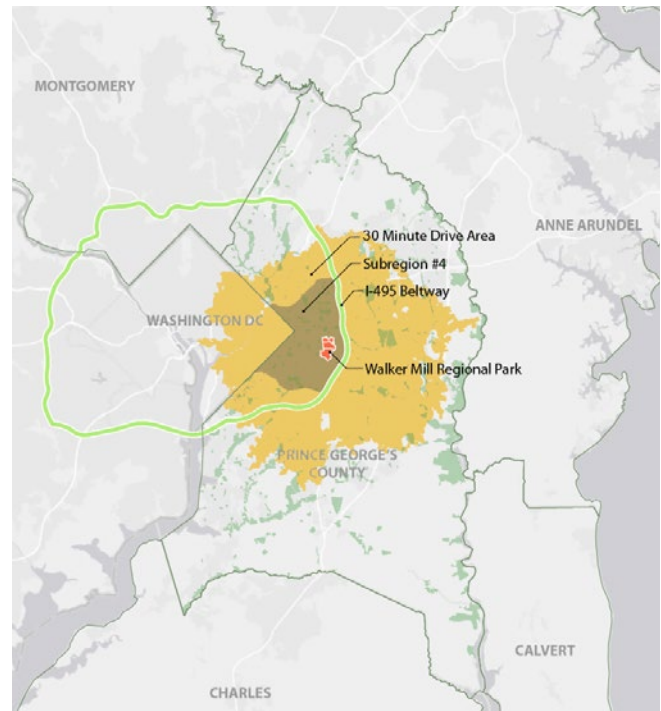 MONTGOMERY
ANNE ARUNDEL
30 Minute Drive Area
Subregion #4
I-495 Beltway
WASHINGTON DC
Walker Mill Regional Park
PRINCE GEORGE'S
COUNTY
CALVERT
CHARLES